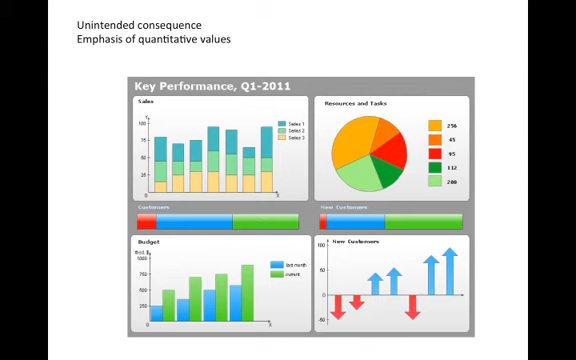 Unintended consequence
Emphasis of quantitative values
Key Performance, Q1-2011
Sales
Resources and Tasks
100
75
50
25
0
Series 1
Series 2
Series 3
256
45
95
112
200
Customers
New Customers
Budget
1000
750
500
250
0
last month
current
New Customers
100
50
0
-50